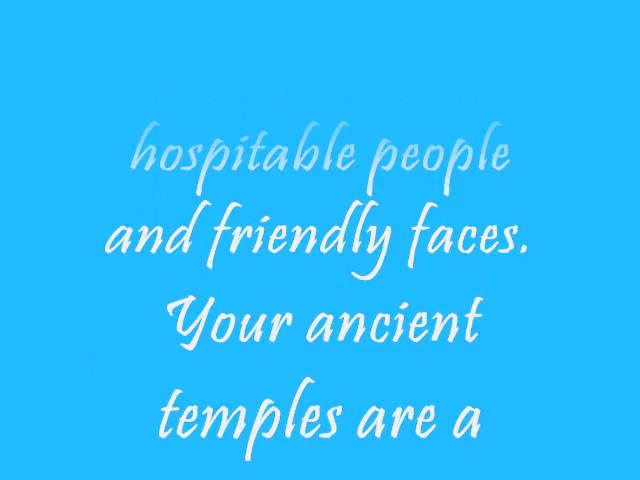 hospitable people
and friendly faces.
Your ancient
temples are a